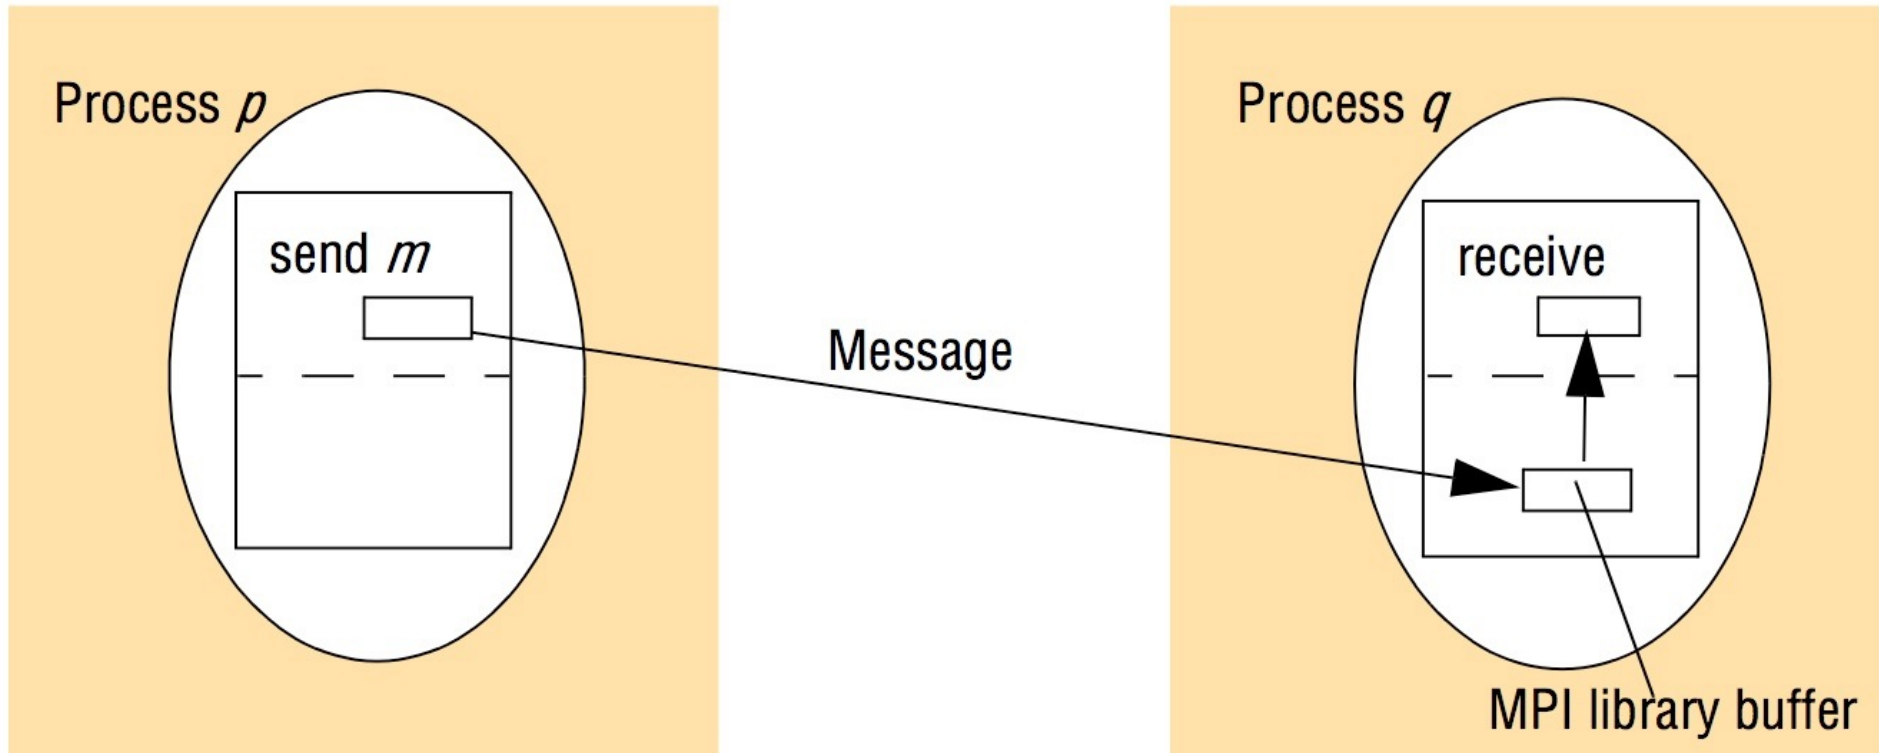 Process p
Process q
send m
receive
Message
MPI library buffer